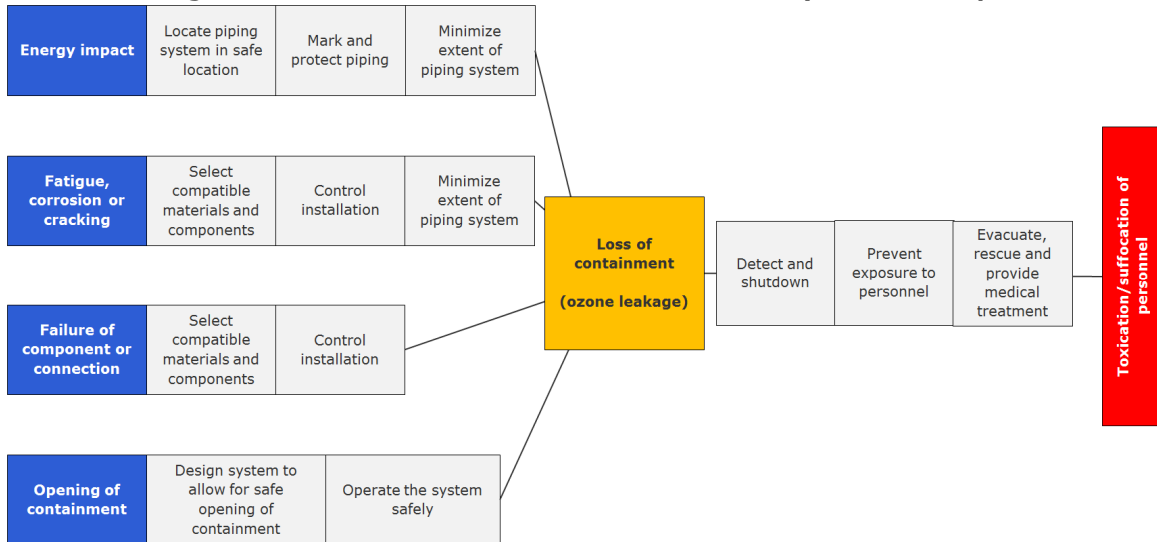 Energy impact
Locate piping
system in safe
location
Mark and
protect piping
Minimize
extent of
piping system
Fatigue,
corrosion or
cracking
Select
compatible
materials and
components
Control
installation
Minimize
extent of
piping system
Loss of
containment
(ozone leakage)
Detect and
shutdown
Prevent
exposure to
personnel
Evacuate,
rescue and
provide
medical
treatment
Toxication/suffocation of
personnel
Failure of
component or
connection
Select
compatible
materials and
components
Control
installation
Opening of
containment
Design system to
allow for safe
opening of
containment
Operate the system
safely